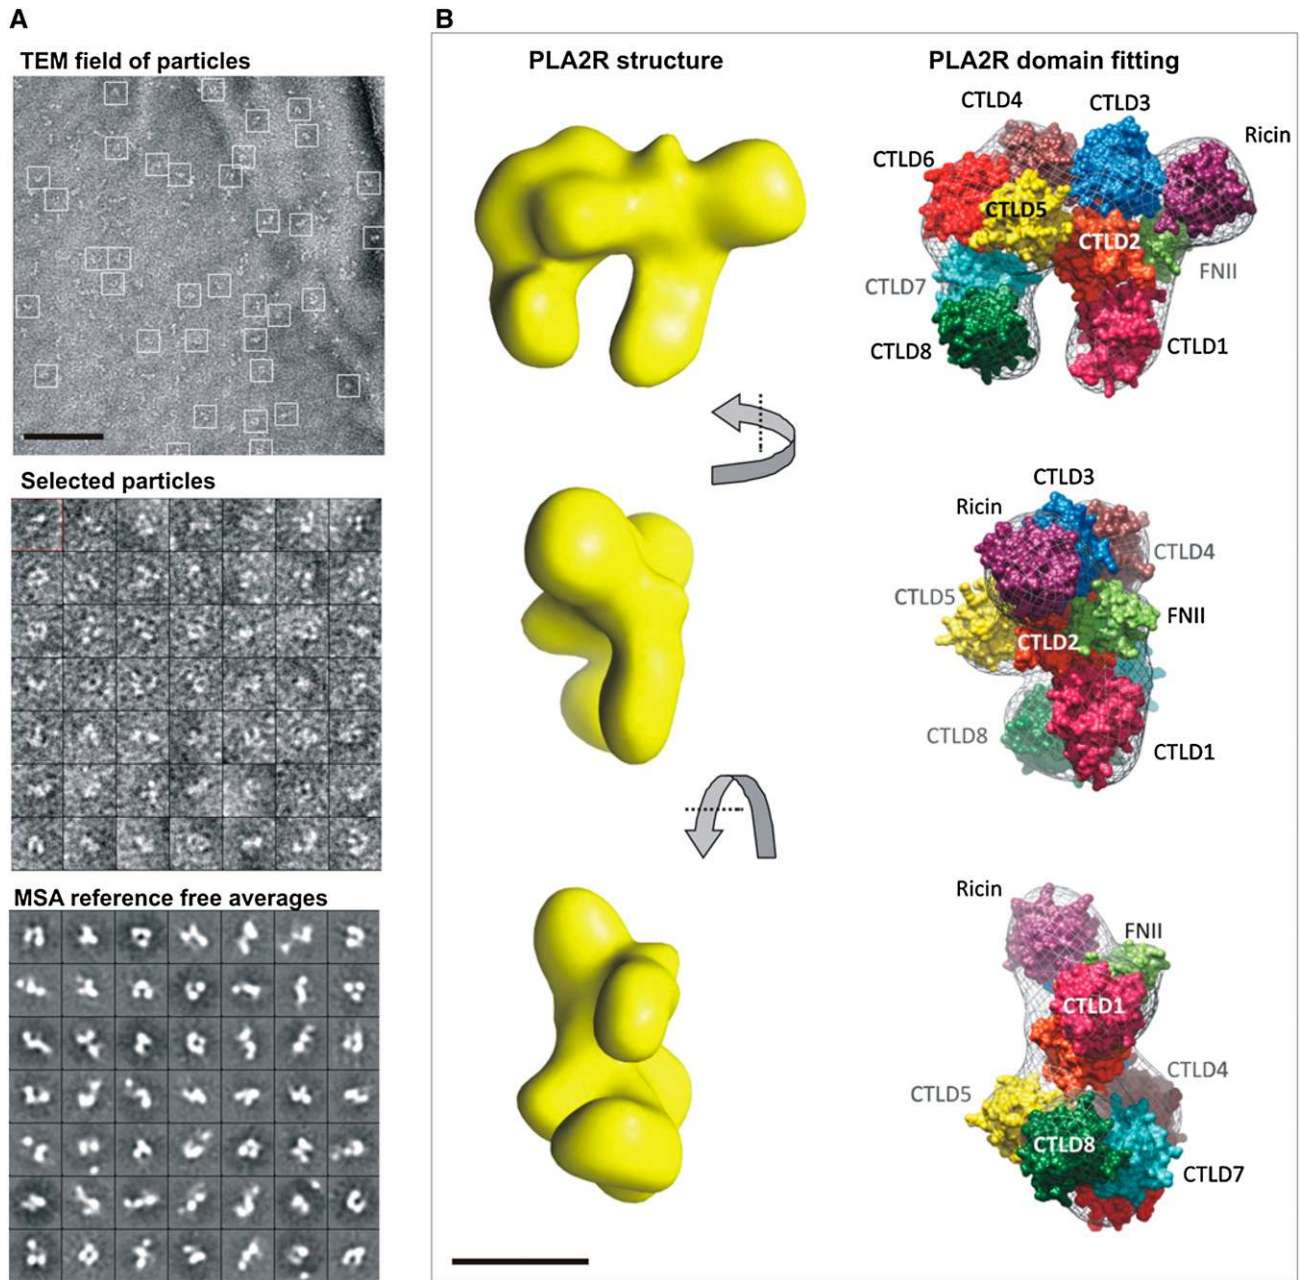 A
TEM field of particles
Selected particles
MSA reference free averages
B
PLA2R structure
PLA2R domain fitting
CTLD4
CTLD3
Ricin
CTLD6
CTLD5
CTLD2
FNII
CTLD7
CTLD8
CTLD1
CTLD3
Ricin
CTLD4
CTLD5
FNII
CTLD2
CTLD8
CTLD1
Ricin
FNII
CTLD1
CTLD4
CTLD5
CTLD8
CTLD7